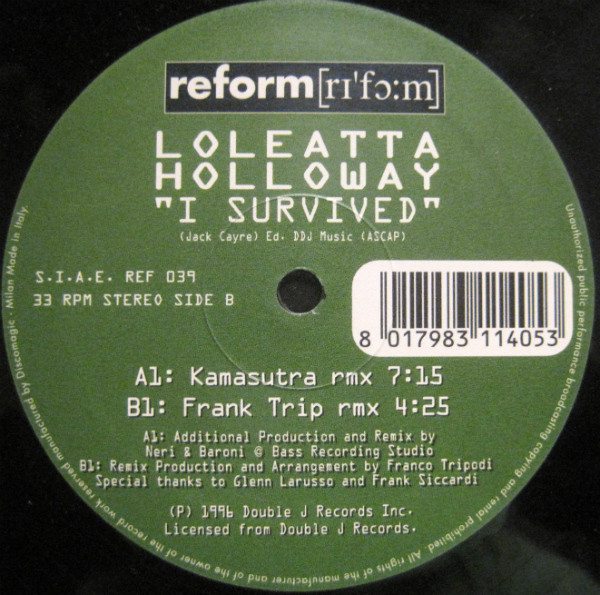 reform[rɪ'fɔ:m]
LOLEATTA
HOLLOWAY
"I SURVIVED"
(Jack Cayre) Ed. DDJ Music (ASCAP)
S.I.A.E. REF 039
33 RPM STEREO SIDE B
8 017983 114053
A1: Kamasutra rmx 7:15
B1: Frank Trip rmx 4:25
A1: Additional Production and Remix by
Neri & Baroni @ Bass Recording Studio
B1: Remix Production and Arrangement by Franco Tripodi
Special thanks to Glenn Larusso and Frank Siccardi
(P) 1996 Double J Records Inc.
Licensed from Double J Records.
Unauthorized public performance broadcasting copying and rental prohibited. All rights of the manufacturer and of the owner of the record work reserved manufactured by Discomagic - Milan Made in Italy.